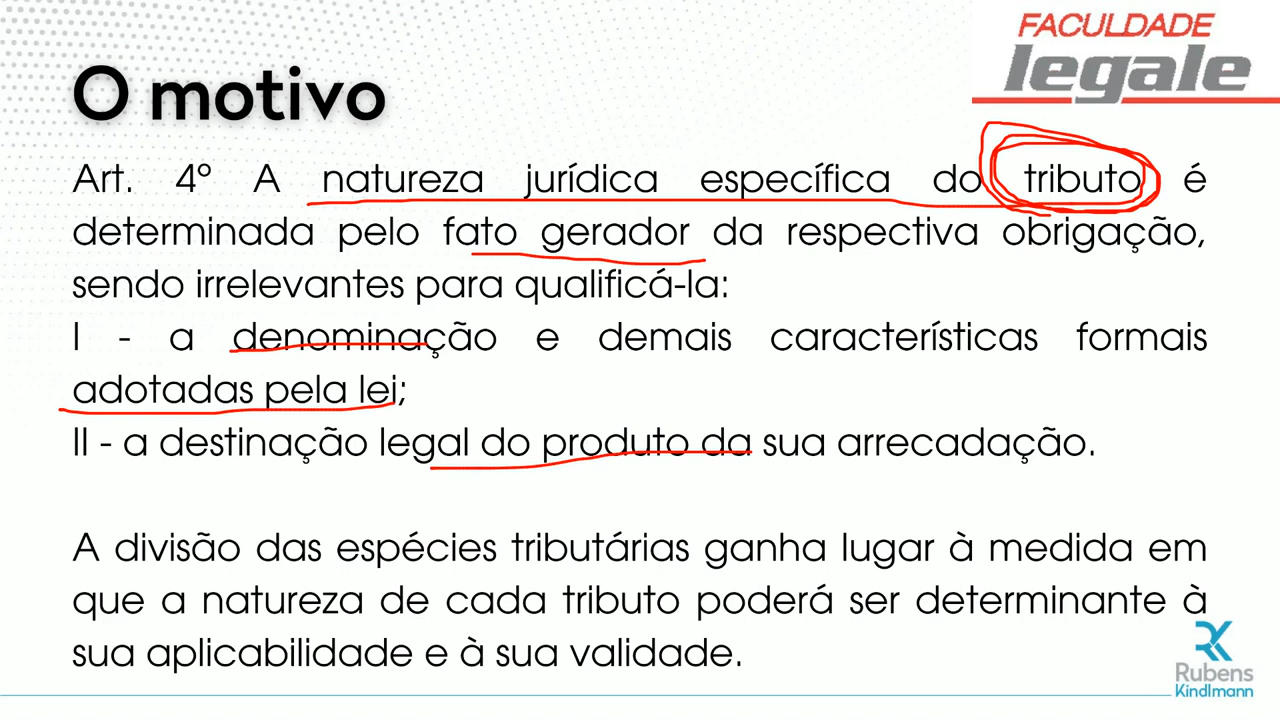 FACULDADE
legale
O motivo
Art. 4º A natureza jurídica específica do tributo é
determinada pelo fato gerador da respectiva obrigação,
sendo irrelevantes para qualificá-la:
I - a denominação e demais características formais
adotadas pela lei;
II - a destinação legal do produto da sua arrecadação.
A divisão das espécies tributárias ganha lugar à medida em
que a natureza de cada tributo poderá ser determinante à
sua aplicabilidade e à sua validade.
RK
Rubens
Kindlmann